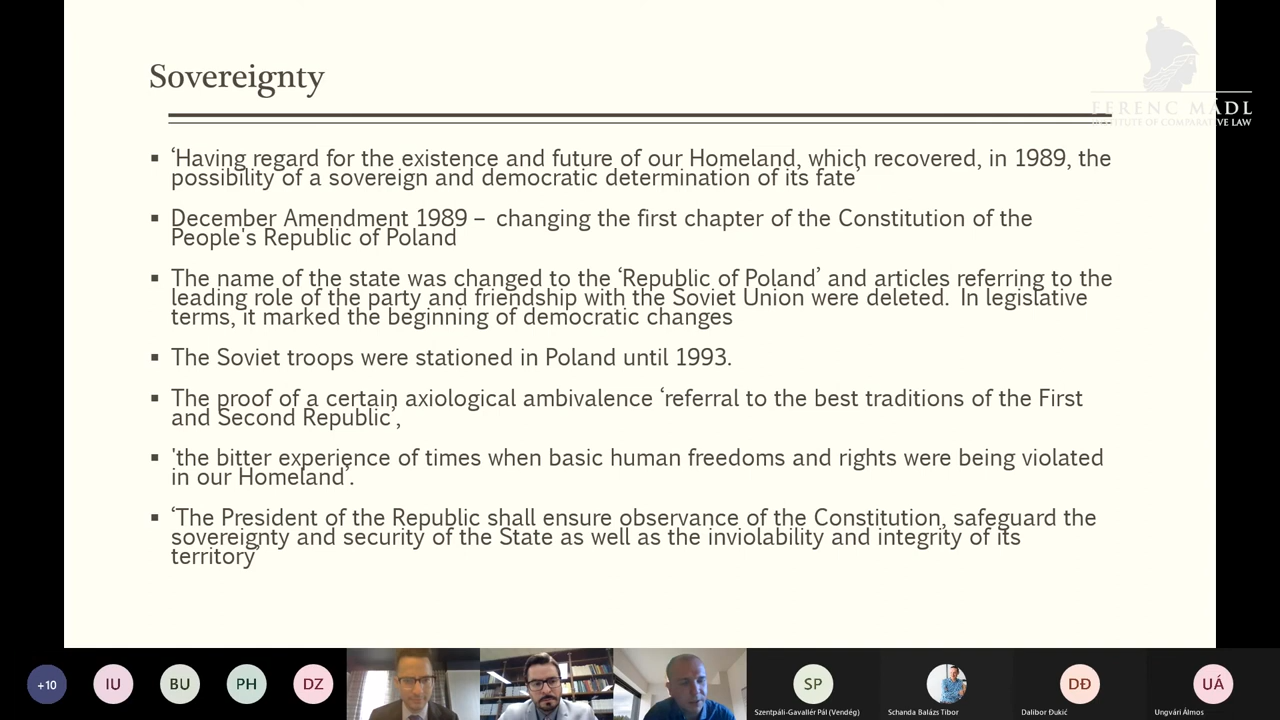 Sovereignty
FERENC MÁDL
INSTITUTE OF COMPARATIVE LAW
▪ ‘Having regard for the existence and future of our Homeland, which recovered, in 1989, the
possibility of a sovereign and democratic determination of its fate’
▪ December Amendment 1989 – changing the first chapter of the Constitution of the
People's Republic of Poland
▪ The name of the state was changed to the ‘Republic of Poland’ and articles referring to the
leading role of the party and friendship with the Soviet Union were deleted. In legislative
terms, it marked the beginning of democratic changes
▪ The Soviet troops were stationed in Poland until 1993.
▪ The proof of a certain axiological ambivalence ‘referral to the best traditions of the First
and Second Republic’,
▪ 'the bitter experience of times when basic human freedoms and rights were being violated
in our Homeland’.
▪ ‘The President of the Republic shall ensure observance of the Constitution, safeguard the
sovereignty and security of the State as well as the inviolability and integrity of its
territory’
+10
IU
BU
PH
DZ
SP
DĐ
UÁ
Szentpáli-Gavallér Pál (Vendég)
Schanda Balázs Tibor
Dalibor Đukić
Ungvári Álmos